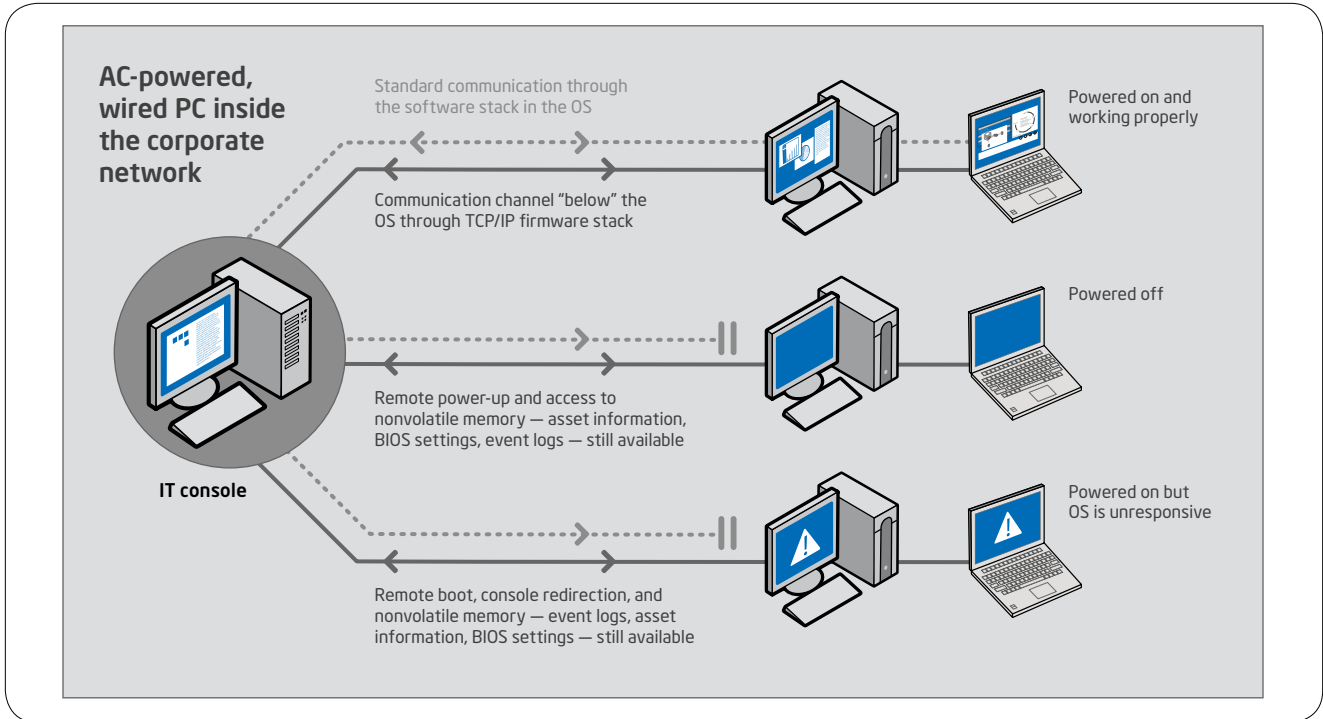 AC-powered,
wired PC inside
the corporate
network
Standard communication through
the software stack in the OS
Powered on and
working properly
Communication channel “below” the
OS through TCP/IP firmware stack
Powered off
Remote power-up and access to
nonvolatile memory — asset information,
BIOS settings, event logs — still available
IT console
Powered on but
OS is unresponsive
Remote boot, console redirection, and
nonvolatile memory — event logs, asset
information, BIOS settings — still available